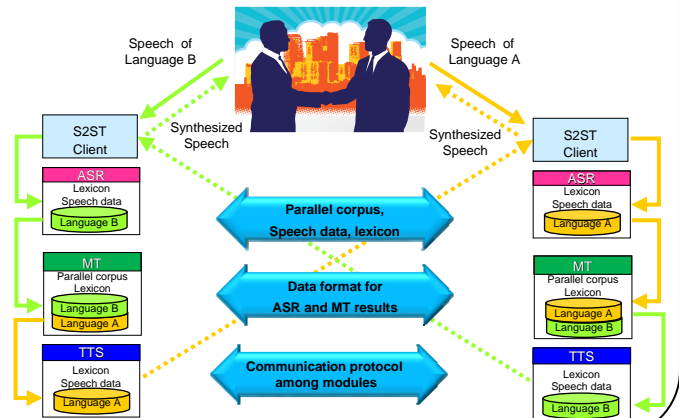 Speech of
Language B
Speech of
Language A
Synthesized
Speech
Synthesized
Speech
S2ST
Client
S2ST
Client
ASR
Lexicon
Speech data
Language B
ASR
Lexicon
Speech data
Language A
Parallel corpus,
Speech data, lexicon
MT
Parallel corpus
Lexicon
Language B
Language A
MT
Parallel corpus
Lexicon
Language A
Language B
Data format for
ASR and MT results
TTS
Lexicon
Speech data
Language A
TTS
Lexicon
Speech data
Language B
Communication protocol
among modules